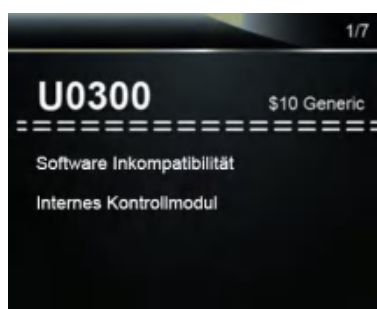 1/7
U0300 $10 Generic
================
Software Inkompatibilität
Internes Kontrollmodul